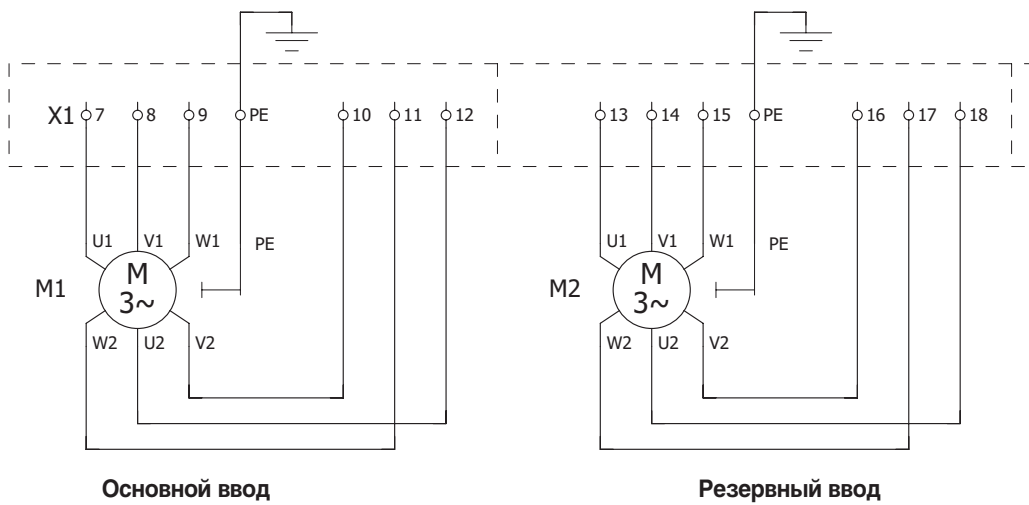 X1 7 8 9 PE 10 11 12 13 14 15 PE 16 17 18
U1 V1 W1 PE U1 V1 W1 PE
M1 M 3~ M2 M 3~
W2 U2 V2 W2 U2 V2
Основной ввод Резервный ввод